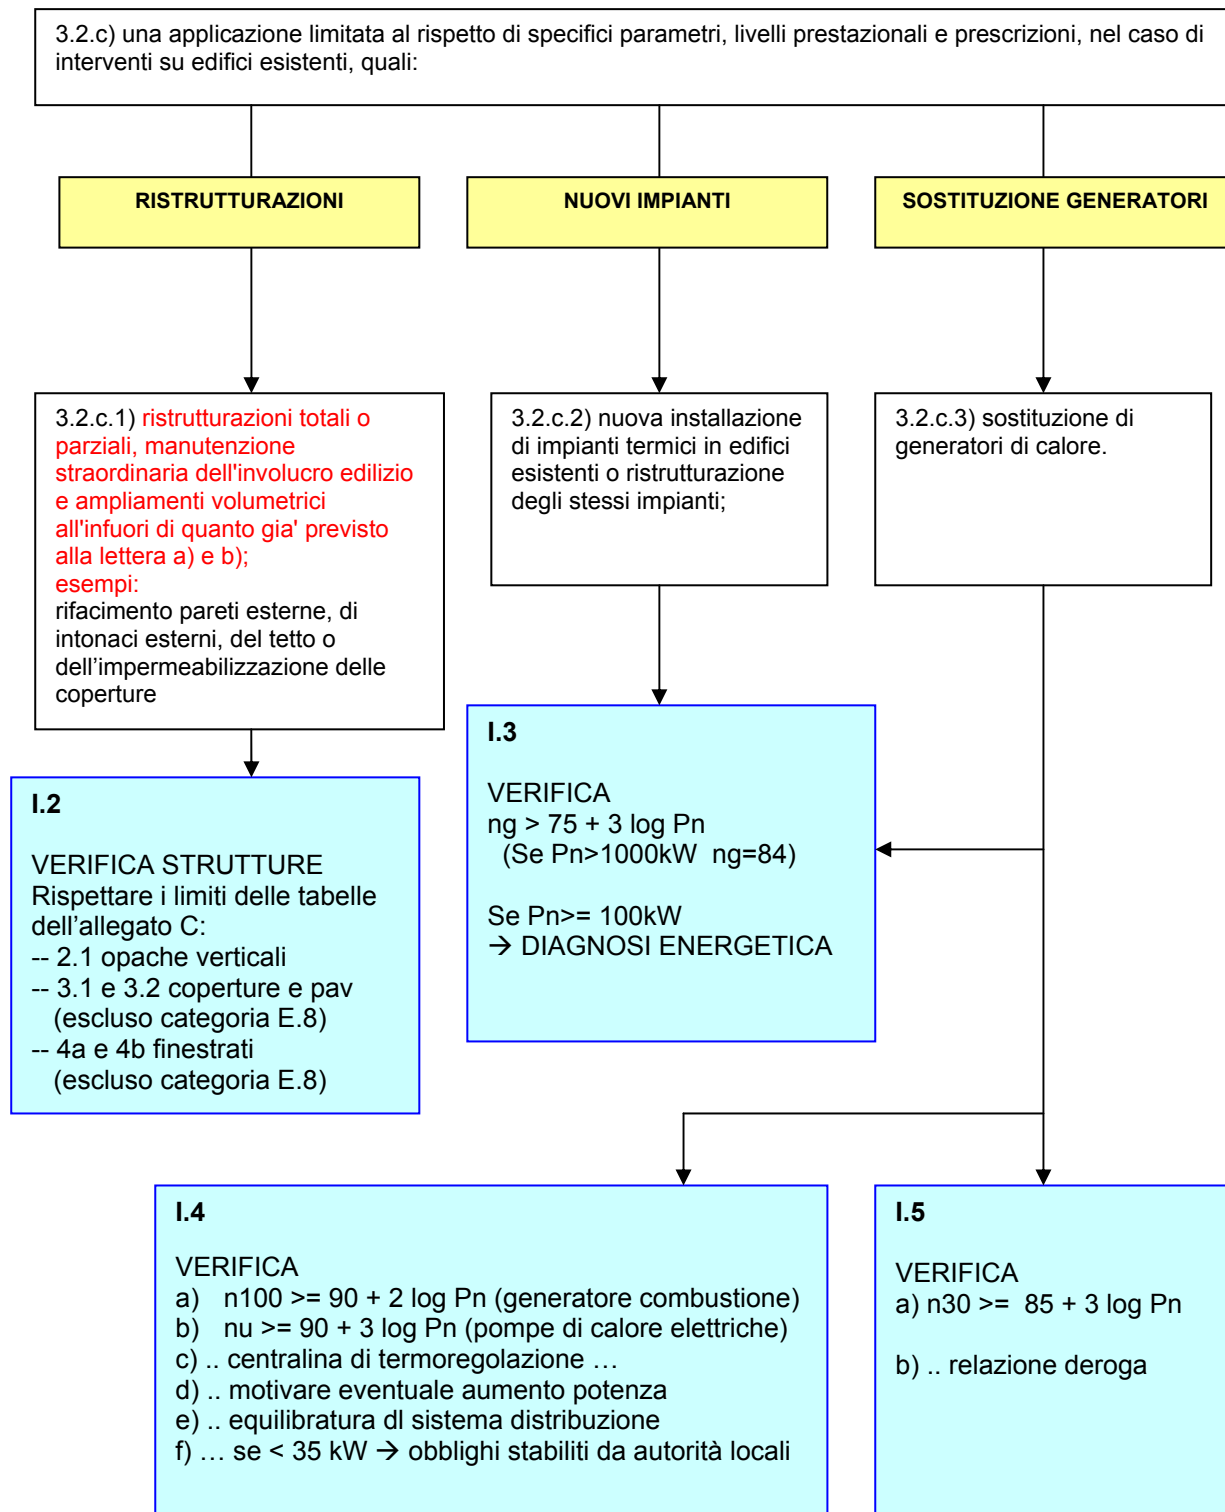 3.2.c) una applicazione limitata al rispetto di specifici parametri, livelli prestazionali e prescrizioni, nel caso di
interventi su edifici esistenti, quali:
RISTRUTTURAZIONI
NUOVI IMPIANTI
SOSTITUZIONE GENERATORI
3.2.c.1) ristrutturazioni totali o
parziali, manutenzione
straordinaria dell'involucro edilizio
e ampliamenti volumetrici
all'infuori di quanto gia' previsto
alla lettera a) e b);
esempi:
rifacimento pareti esterne, di
intonaci esterni, del tetto o
dell’impermeabilizzazione delle
coperture
3.2.c.2) nuova installazione
di impianti termici in edifici
esistenti o ristrutturazione
degli stessi impianti;
3.2.c.3) sostituzione di
generatori di calore.
I.2
VERIFICA STRUTTURE
Rispettare i limiti delle tabelle
dell’allegato C:
-- 2.1 opache verticali
-- 3.1 e 3.2 coperture e pav
(escluso categoria E.8)
-- 4a e 4b finestrati
(escluso categoria E.8)
I.3
VERIFICA
ng > 75 + 3 log Pn
(Se Pn>1000kW ng=84)
Se Pn>= 100kW
→ DIAGNOSI ENERGETICA
I.4
VERIFICA
a) n100 >= 90 + 2 log Pn (generatore combustione)
b) nu >= 90 + 3 log Pn (pompe di calore elettriche)
c) .. centralina di termoregolazione …
d) .. motivare eventuale aumento potenza
e) .. equilibratura dl sistema distribuzione
f) … se < 35 kW → obblighi stabiliti da autorità locali
I.5
VERIFICA
a) n30 >= 85 + 3 log Pn
b) .. relazione deroga